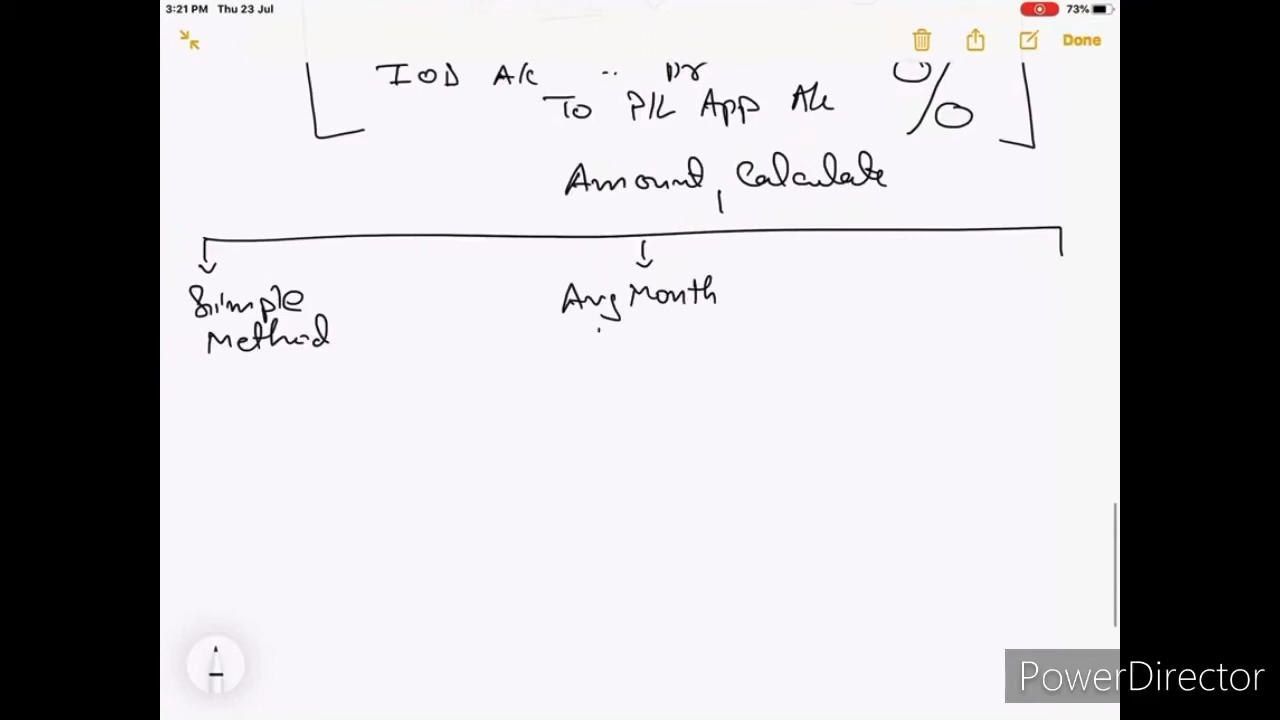 3:21 PM Thu 23 Jul
73%
Done
IOD A/c .. Dr
To P/L App A/c %
Amount, Calculate
Simple
Method
Avg Month
PowerDirector